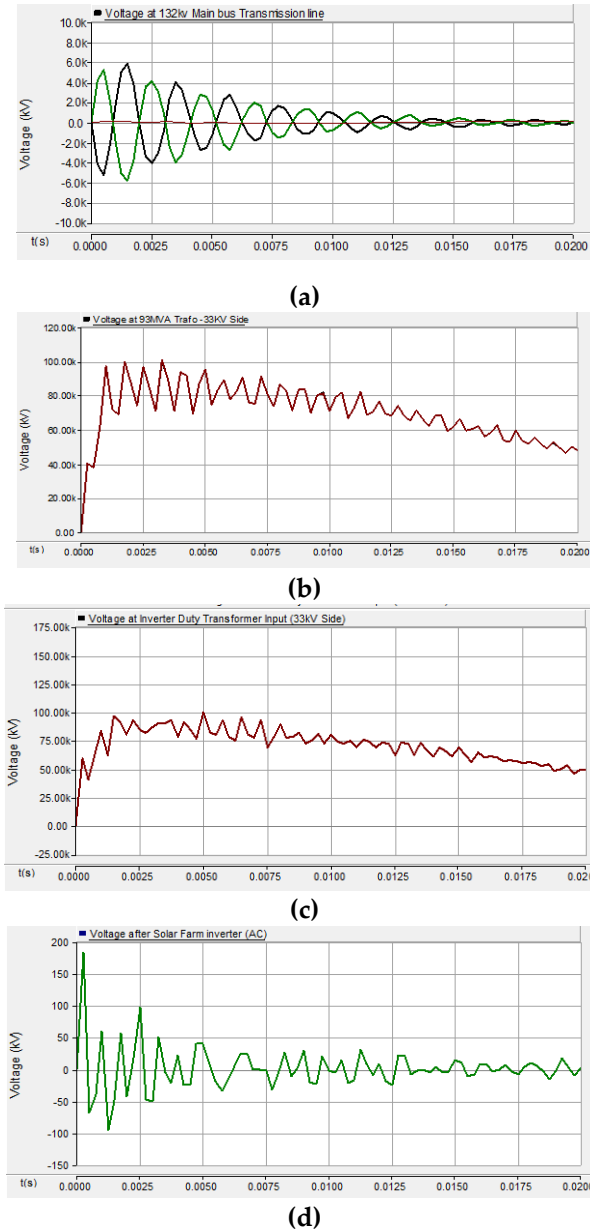 Voltage at 132kv Main bus Transmission line
10.0k
8.0k
6.0k
4.0k
2.0k
0.0
-2.0k
-4.0k
-6.0k
-8.0k
-10.0k
Voltage (kV)
t(s) 0.0000 0.0025 0.0050 0.0075 0.0100 0.0125 0.0150 0.0175 0.0200
(a)
Voltage at 93MVA Trafo -33KV Side
120.00k
100.00k
80.00k
60.00k
40.00k
20.00k
0.00
Voltage (kV)
t(s) 0.0000 0.0025 0.0050 0.0075 0.0100 0.0125 0.0150 0.0175 0.0200
(b)
Voltage at Inverter Duty Transformer Input (33kV Side)
175.00k
150.00k
125.00k
100.00k
75.00k
50.00k
25.00k
0.00
-25.00k
Voltage (kV)
t(s) 0.0000 0.0025 0.0050 0.0075 0.0100 0.0125 0.0150 0.0175 0.020
(c)
Voltage after Solar Farm inverter (AC)
200
150
100
50
0
-50
-100
-150
Voltage (kV)
t(s) 0.0000 0.0025 0.0050 0.0075 0.0100 0.0125 0.0150 0.0175 0.0200
(d)